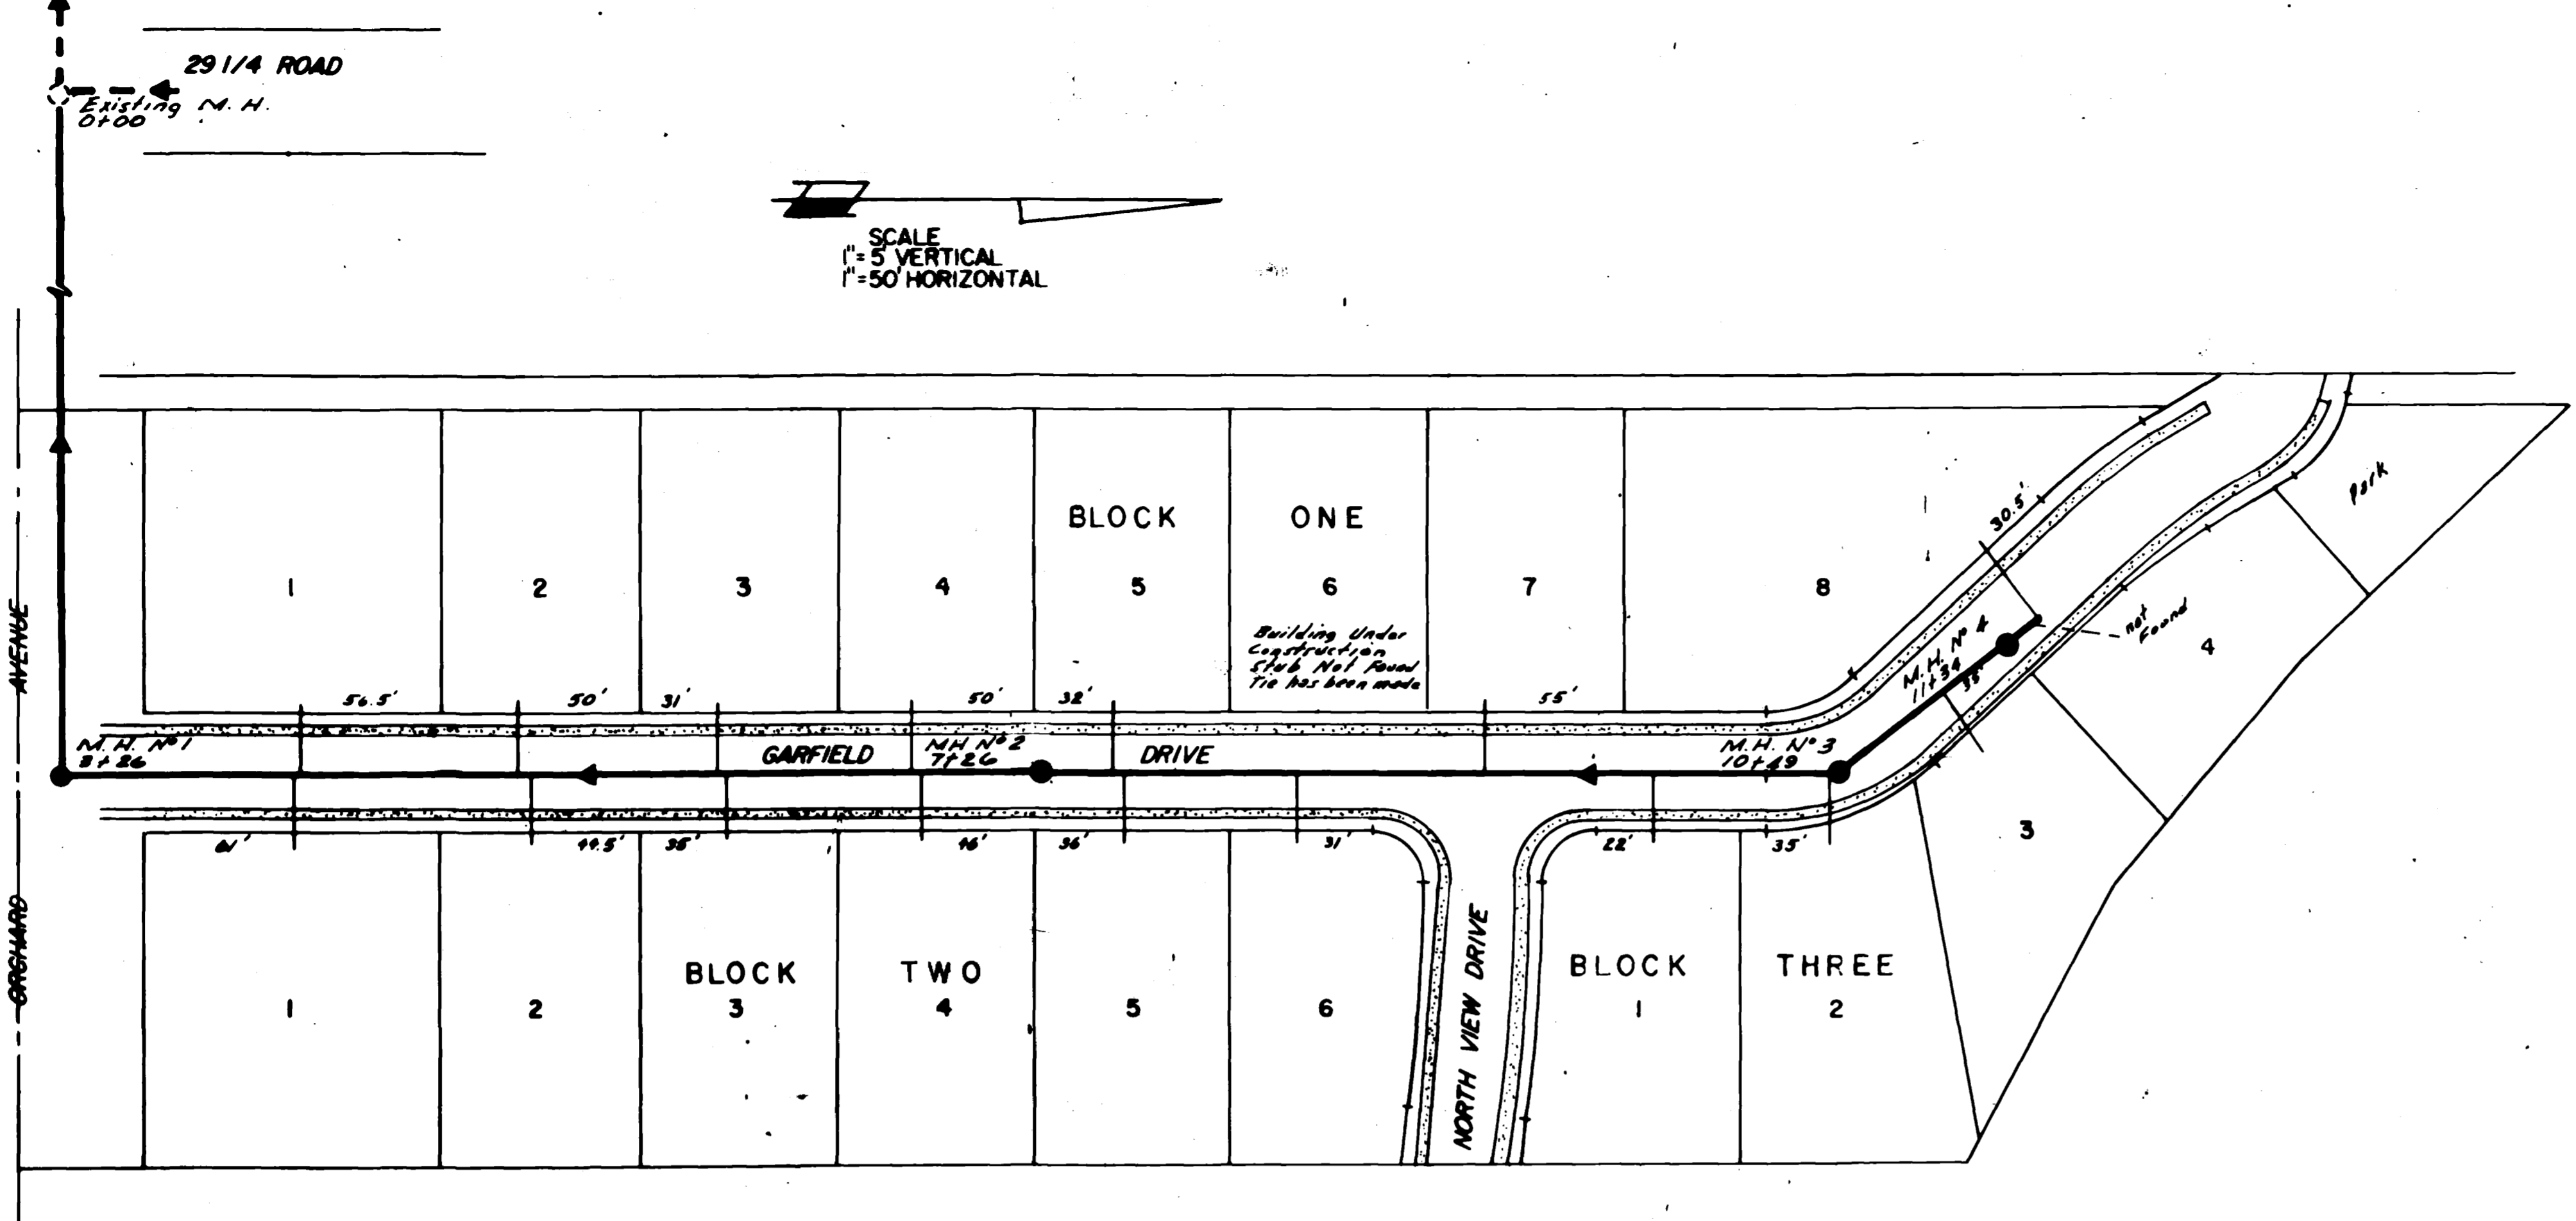 29 1/4 ROAD
Existing M. H.
0+00
SCALE
1"= 5' VERTICAL
1"=50' HORIZONTAL
BLOCK ONE
1 2 3 4 5 6 7 8
Building Under
Construction
Stub Not Found
Tie has been made
30.5'
park
not
Found
4
M.H. Nº 4
11+34
35'
56.5' 50' 31' 50' 32' 55'
M. H. Nº 1
3+26
GARFIELD DRIVE
MH Nº 2
7+26
M.H. Nº 3
10+49
61' 44.5' 35' 46' 36' 31' 22' 35'
3
BLOCK TWO
1 2 3 4 5 6
NORTH VIEW DRIVE
BLOCK THREE
1 2
ORCHARD AVENUE